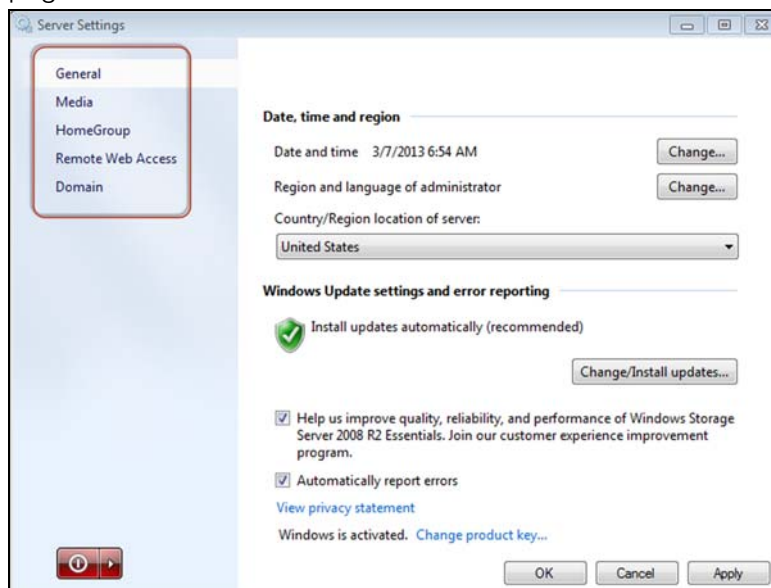 Server Settings
General
Media
HomeGroup
Remote Web Access
Domain
Date, time and region
Date and time 3/7/2013 6:54 AM
Change...
Region and language of administrator
Change...
Country/Region location of server:
United States
Windows Update settings and error reporting
Install updates automatically (recommended)
Change/Install updates...
Help us improve quality, reliability, and performance of Windows Storage
Server 2008 R2 Essentials. Join our customer experience improvement
program.
Automatically report errors
View privacy statement
Windows is activated. Change product key...
OK Cancel Apply